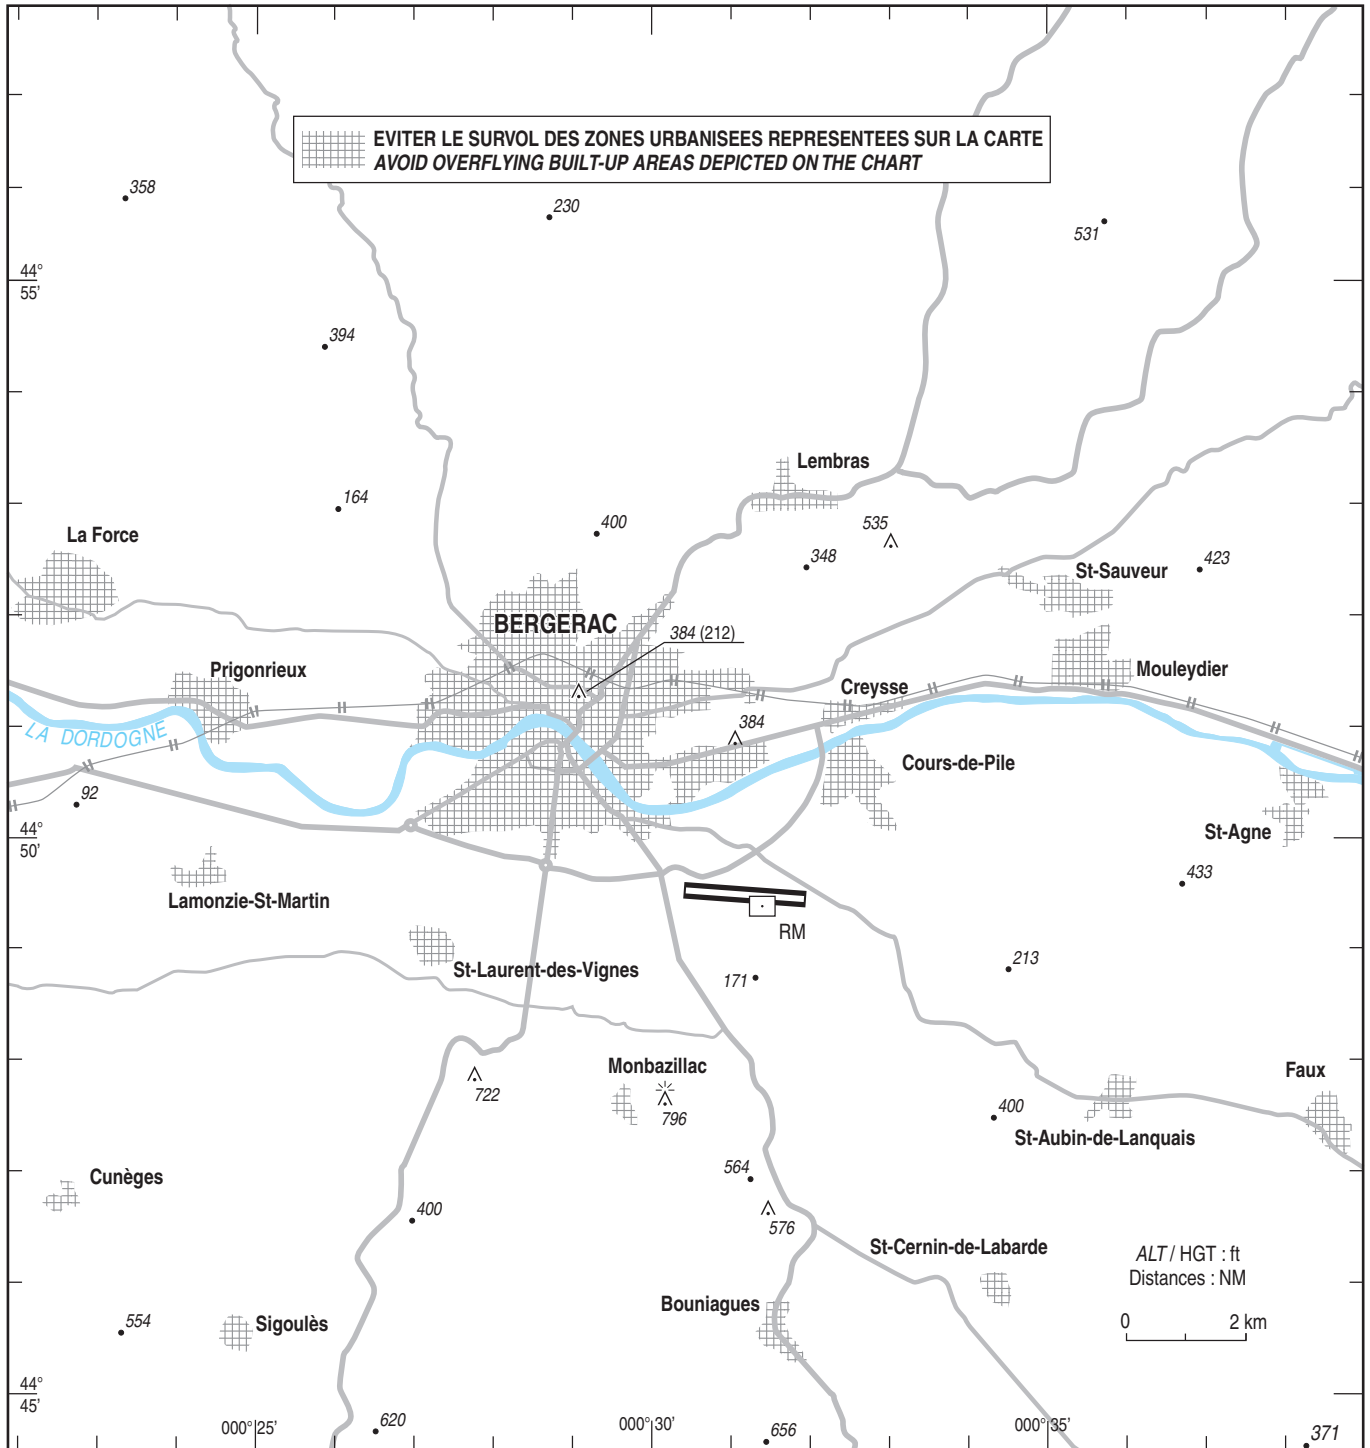 EVITER LE SURVOL DES ZONES URBANISEES REPRESENTEES SUR LA CARTE
AVOID OVERFLYING BUILT-UP AREAS DEPICTED ON THE CHART
358
230
531
44°
55'
394
Lembras
164
400
535
La Force
348
423
St-Sauveur
BERGERAC
384 (212)
Prigonrieux
Mouleydier
Creysse
LA DORDOGNE
384
Cours-de-Pile
92
44°
50'
St-Agne
433
Lamonzie-St-Martin
RM
St-Laurent-des-Vignes
213
171
Monbazillac
Faux
722
796
400
St-Aubin-de-Lanquais
564
Cunèges
400
576
St-Cernin-de-Labarde
ALT / HGT : ft
Distances : NM
Bouniagues
554
Sigoulès
0 2 km
44°
45'
000° 25'
620
000° 30'
656
000° 35'
371